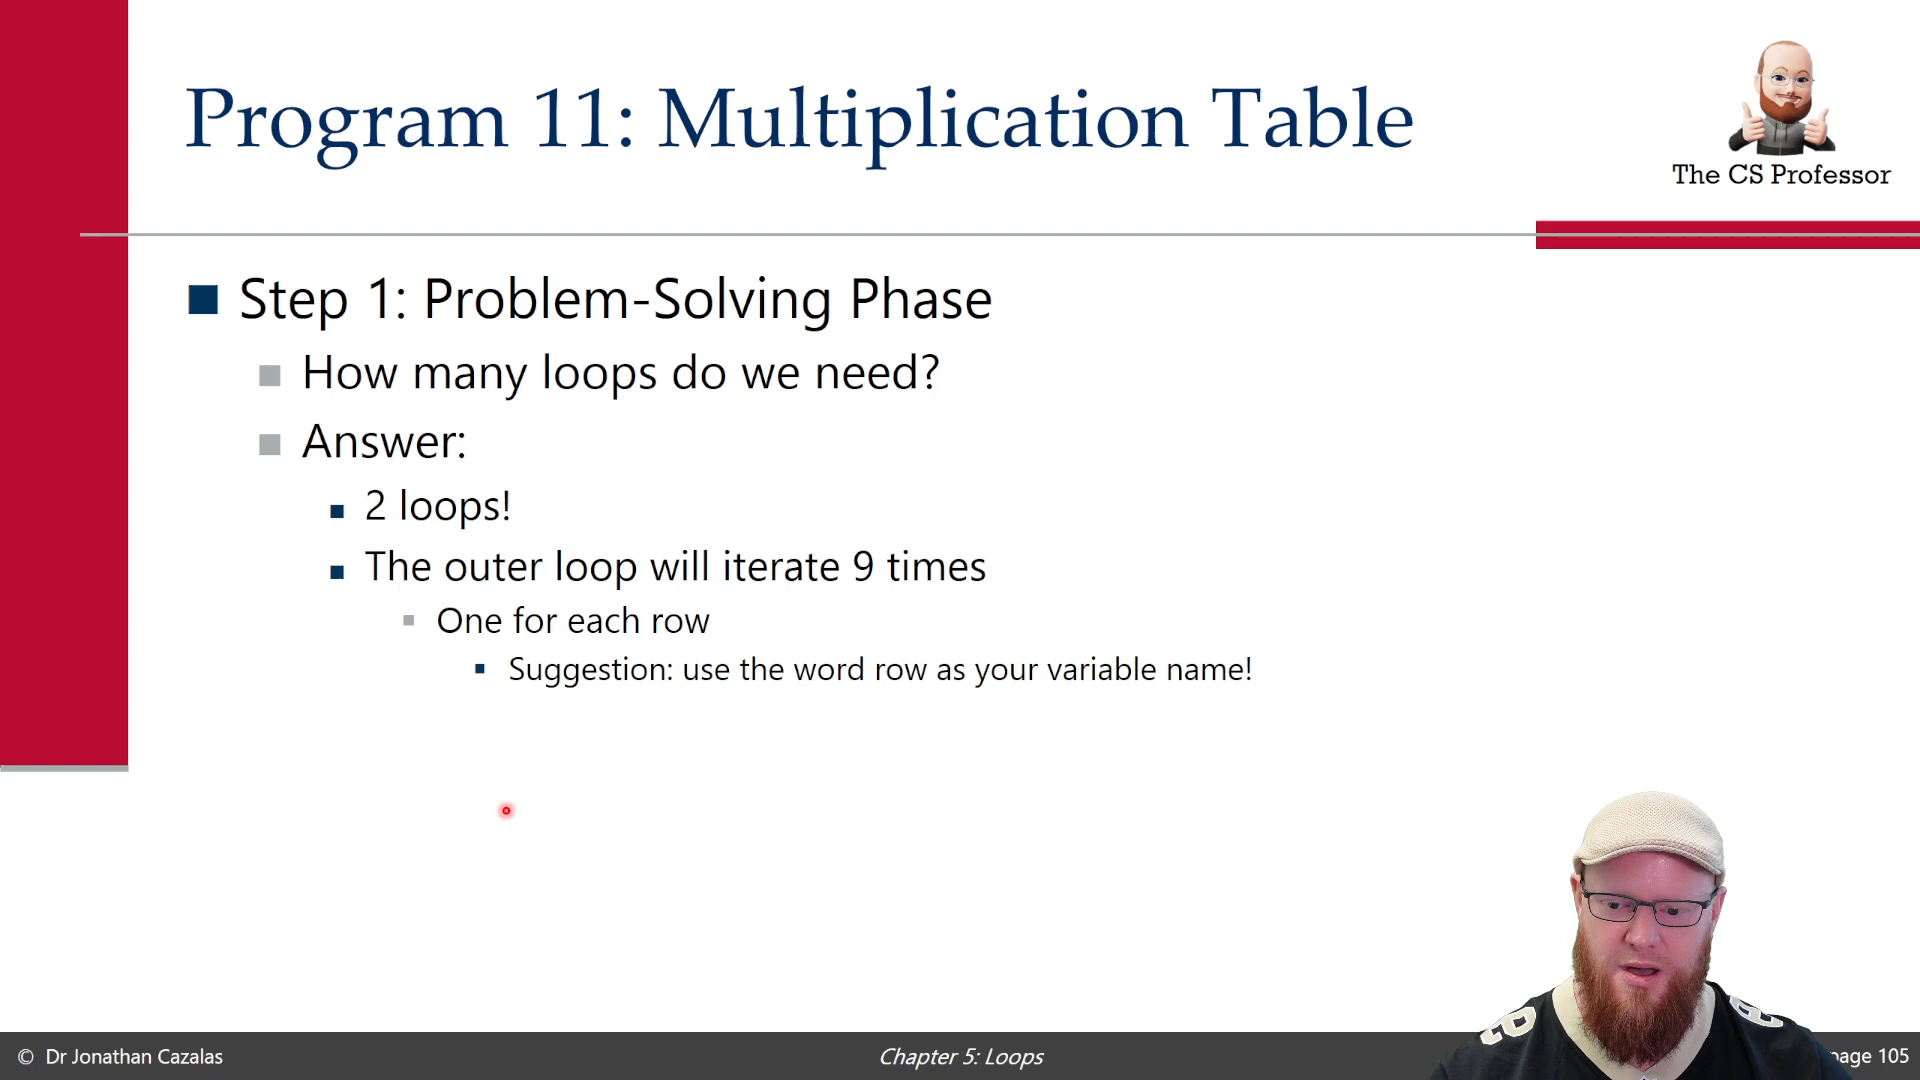 Program 11: Multiplication Table
The CS Professor
Step 1: Problem-Solving Phase
How many loops do we need?
Answer:
2 loops!
The outer loop will iterate 9 times
One for each row
Suggestion: use the word row as your variable name!
© Dr Jonathan Cazalas
Chapter 5: Loops
page 105